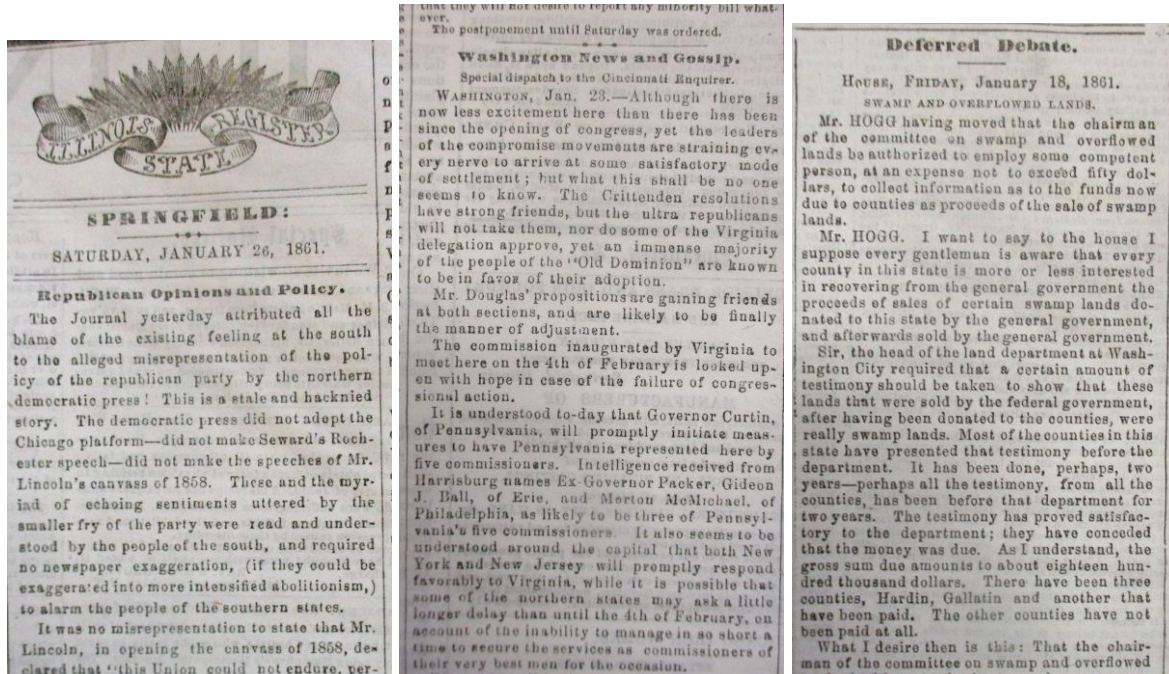 ILLINOIS STATE REGISTER
SPRINGFIELD:
SATURDAY, JANUARY 26, 1861.
Republican Opinions and Policy.
The Journal yesterday attributed all the
blame of the existing feeling at the south
to the alleged misrepresentation of the pol-
icy of the republican party by the northern
democratic press! This is a stale and hacknied
story. The democratic press did not adopt the
Chicago platform—did not make Seward's Roch-
ester speech—did not make the speeches of Mr.
Lincoln's canvass of 1858. These and the myr-
iad of echoing sentiments uttered by the
smaller fry of the party were read and under-
stood by the people of the south, and required
no newspaper exaggeration, (if they could be
exaggerated into more intensified abolitionism,)
to alarm the people of the southern states.
It was no misrepresentation to state that Mr.
Lincoln, in opening the canvass of 1858, de-
clared that "this Union could not endure, per-
that they will not desire to report any minority bill what-
ever.
The postponement until Saturday was ordered.
Washington News and Gossip.
Special dispatch to the Cincinnati Enquirer.
WASHINGTON, Jan. 23.—Although there is
now less excitement here than there has been
since the opening of congress, yet the leaders
of the compromise movements are straining ev-
ery nerve to arrive at some satisfactory mode
of settlement; but what this shall be no one
seems to know. The Crittenden resolutions
have strong friends, but the ultra republicans
will not take them, nor do some of the Virginia
delegation approve, yet an immense majority
of the people of the "Old Dominion" are known
to be in favor of their adoption.
Mr. Douglas' propositions are gaining friends
at both sections, and are likely to be finally
the manner of adjustment.
The commission inaugurated by Virginia to
meet here on the 4th of February is looked up-
on with hope in case of the failure of congres-
sional action.
It is understood to-day that Governor Curtin,
of Pennsylvania, will promptly initiate meas-
ures to have Pennsylvania represented here by
five commissioners. Intelligence received from
Harrisburg names Ex-Governor Packer, Gideon
J. Ball, of Erie, and Morton McMichael, of
Philadelphia, as likely to be three of Pennsyl-
vania's five commissioners. It also seems to be
understood around the capital that both New
York and New Jersey will promptly respond
favorably to Virginia, while it is possible that
some of the northern states may ask a little
longer delay than until the 4th of February, on
account of the inability to manage in so short a
time to secure the services as commissioners of
their very best men for the occasion.
Deferred Debate.
HOUSE, FRIDAY, January 18, 1861.
SWAMP AND OVERFLOWED LANDS.
Mr. HOGG having moved that the chairman
of the committee on swamp and overflowed
lands be authorized to employ some competent
person, at an expense not to exceed fifty dol-
lars, to collect information as to the funds now
due to counties as proceeds of the sale of swamp
lands.
Mr. HOGG. I want to say to the house I
suppose every gentleman is aware that every
county in this state is more or less interested
in recovering from the general government the
proceeds of sales of certain swamp lands do-
nated to this state by the general government,
and afterwards sold by the general government.
Sir, the head of the land department at Wash-
ington City required that a certain amount of
testimony should be taken to show that these
lands that were sold by the federal government,
after having been donated to the counties, were
really swamp lands. Most of the counties in this
state have presented that testimony before the
department. It has been done, perhaps, two
years—perhaps all the testimony, from all the
counties, has been before that department for
two years. The testimony has proved satisfac-
tory to the department; they have conceded
that the money was due. As I understand, the
gross sum due amounts to about eighteen hun-
dred thousand dollars. There have been three
counties, Hardin, Gallatin and another that
have been paid. The other counties have not
been paid at all.
What I desire then is this: That the chair-
man of the committee on swamp and overflowed